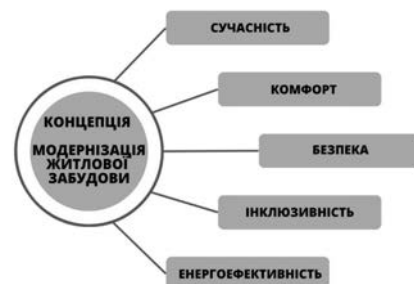 СУЧАСНІСТЬ
КОМФОРТ
КОНЦЕПЦІЯ
МОДЕРНІЗАЦІЯ
ЖИТЛОВОЇ
ЗАБУДОВИ
БЕЗПЕКА
ІНКЛЮЗИВНІСТЬ
ЕНЕРГОЕФЕКТИВНІСТЬ